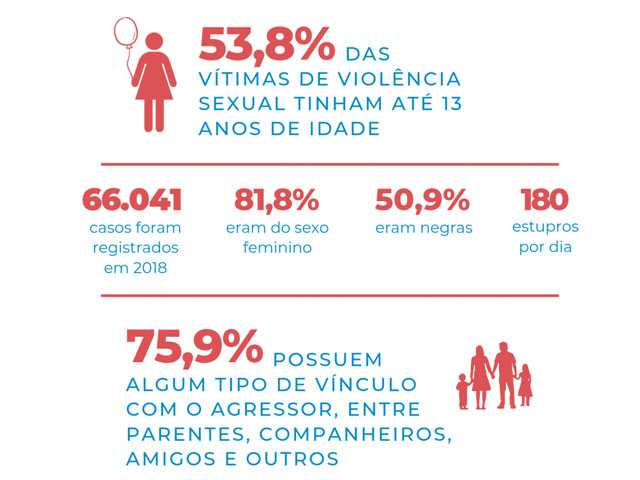 53,8% DAS
VÍTIMAS DE VIOLÊNCIA
SEXUAL TINHAM ATÉ 13
ANOS DE IDADE
66.041
casos foram
registrados
em 2018
81,8%
eram do sexo
feminino
50,9%
eram negras
180
estupros
por dia
75,9% POSSUEM
ALGUM TIPO DE VÍNCULO
COM O AGRESSOR, ENTRE
PARENTES, COMPANHEIROS,
AMIGOS E OUTROS